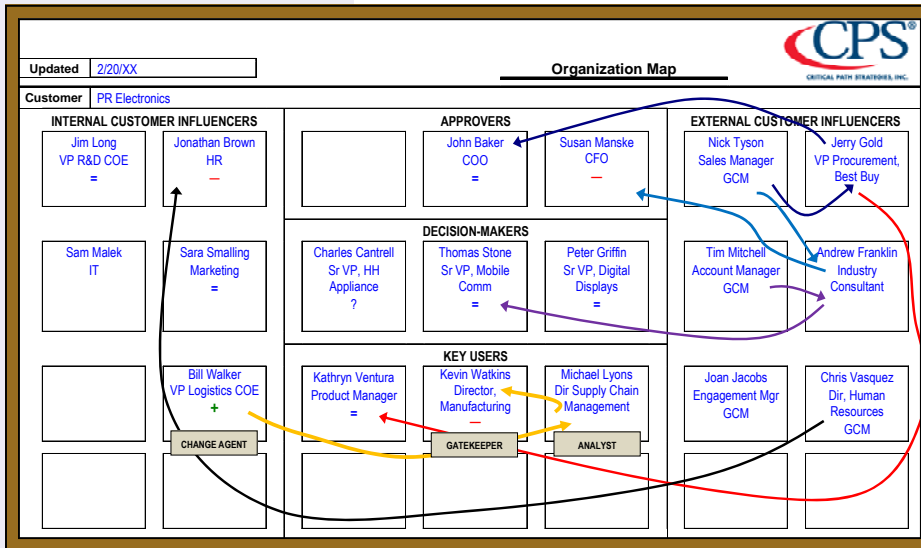 CPS®
CRITICAL PATH STRATEGIES, INC.
Updated 2/20/XX
Organization Map
Customer PR Electronics
INTERNAL CUSTOMER INFLUENCERS
Jim Long
VP R&D COE
=
Jonathan Brown
HR
—
Sam Malek
IT
Sara Smalling
Marketing
=
Bill Walker
VP Logistics COE
+
CHANGE AGENT
APPROVERS
John Baker
COO
=
Susan Manske
CFO
—
DECISION-MAKERS
Charles Cantrell
Sr VP, HH
Appliance
?
Thomas Stone
Sr VP, Mobile
Comm
=
Peter Griffin
Sr VP, Digital
Displays
=
KEY USERS
Kathryn Ventura
Product Manager
=
Kevin Watkins
Director,
Manufacturing
—
GATEKEEPER
Michael Lyons
Dir Supply Chain
Management
ANALYST
EXTERNAL CUSTOMER INFLUENCERS
Nick Tyson
Sales Manager
GCM
Jerry Gold
VP Procurement,
Best Buy
Tim Mitchell
Account Manager
GCM
Andrew Franklin
Industry
Consultant
Joan Jacobs
Engagement Mgr
GCM
Chris Vasquez
Dir, Human
Resources
GCM